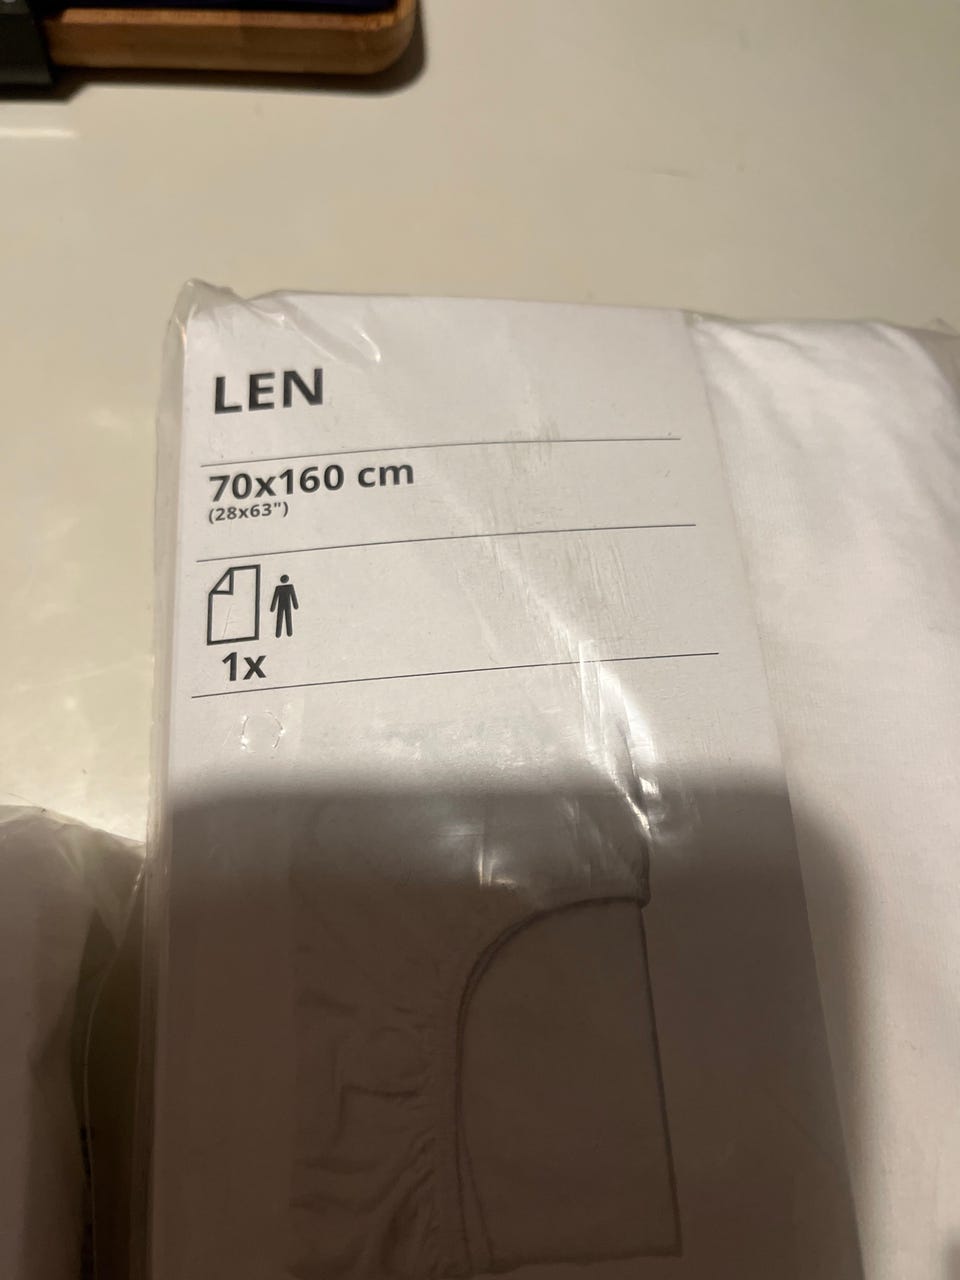 LEN
70x160 cm
(28x63")
1x